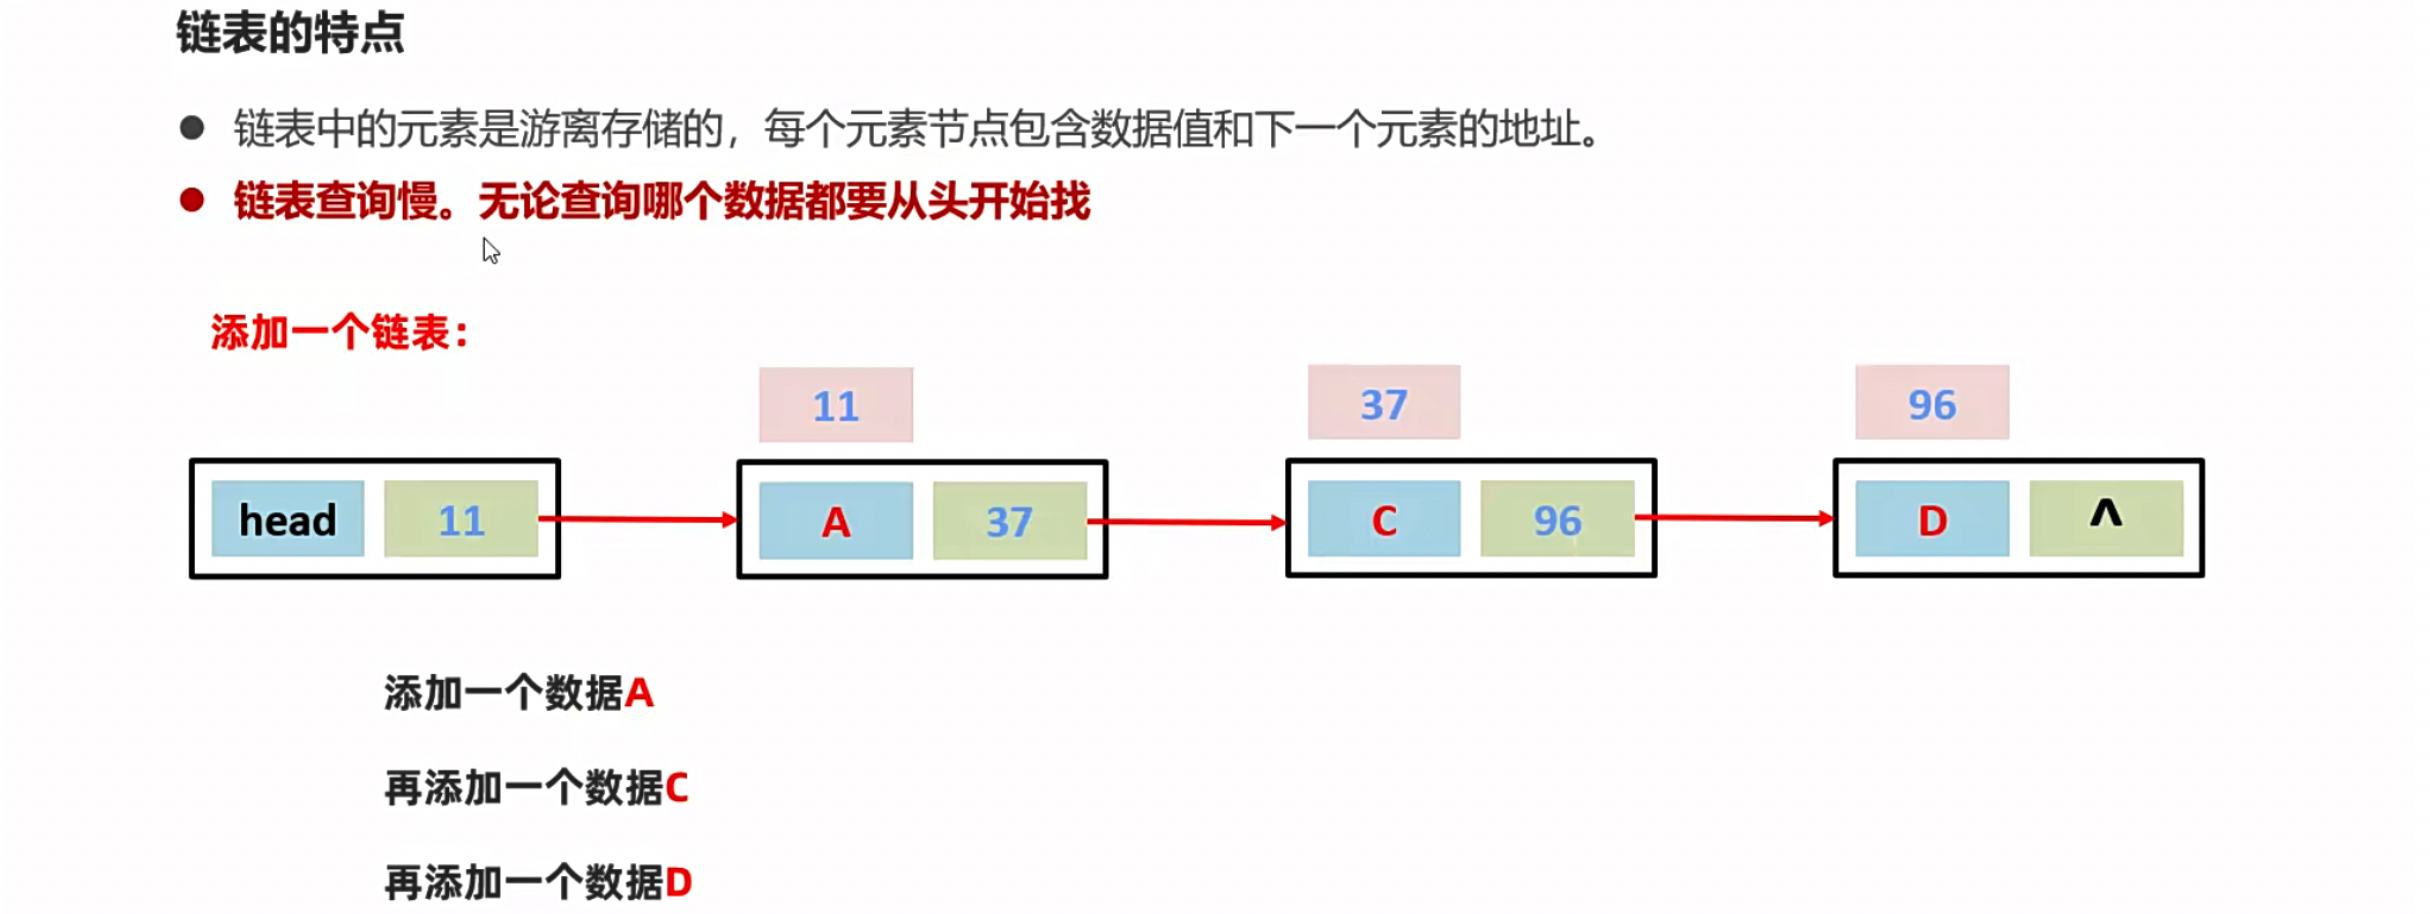 链表的特点
链表中的元素是游离存储的，每个元素节点包含数据值和下一个元素的地址。
链表查询慢。无论查询哪个数据都要从头开始找
添加一个链表：
11 37 96
head 11 A 37 C 96 D ^
添加一个数据A
再添加一个数据C
再添加一个数据D